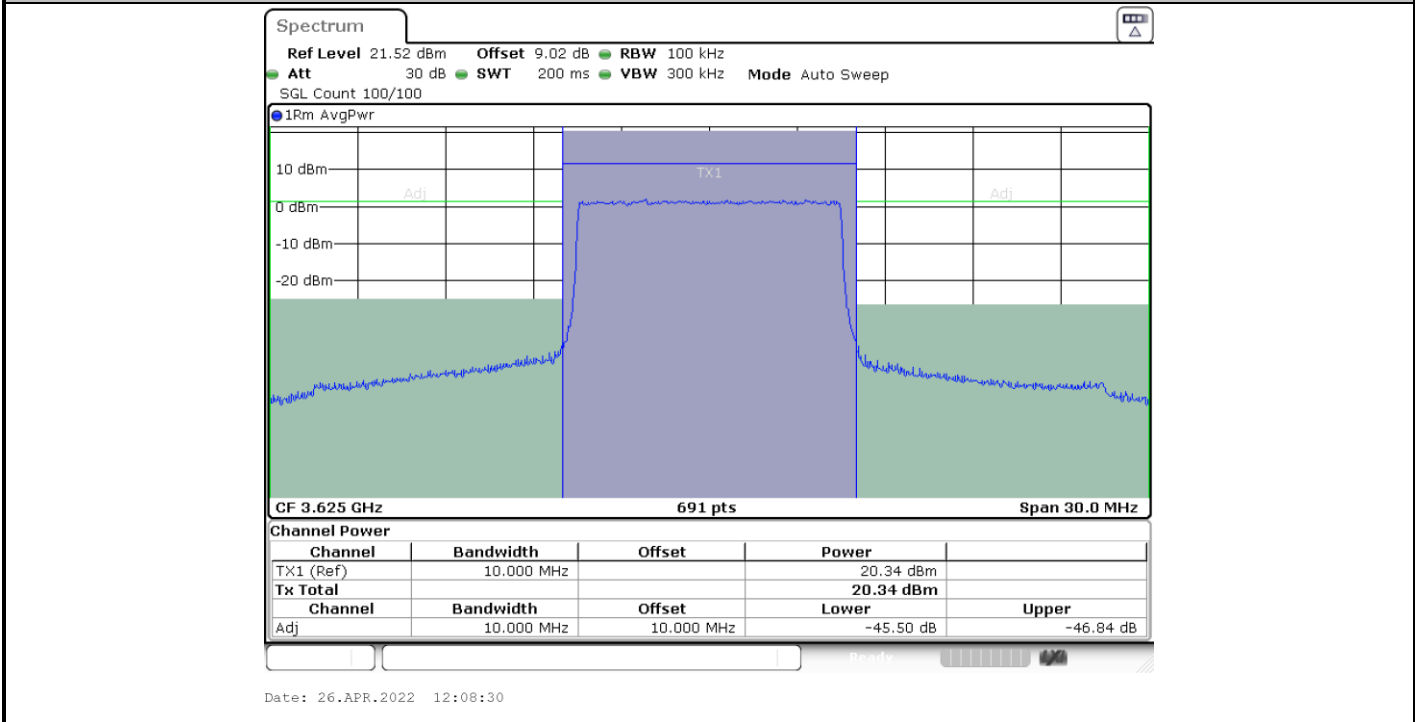 Spectrum
Ref Level 21.52 dBm Offset 9.02 dB RBW 100 kHz
Att 30 dB SWT 200 ms VBW 300 kHz Mode Auto Sweep
SGL Count 100/100
1Rm AvgPwr
10 dBm
TX1
Adj Adj
0 dBm
-10 dBm
-20 dBm
CF 3.625 GHz 691 pts Span 30.0 MHz
Channel Power
Channel Bandwidth Offset Power
TX1 (Ref) 10.000 MHz 20.34 dBm
Tx Total 20.34 dBm
Channel Bandwidth Offset Lower Upper
Adj 10.000 MHz 10.000 MHz -45.50 dB -46.84 dB
Ready
Date: 26.APR.2022 12:08:30